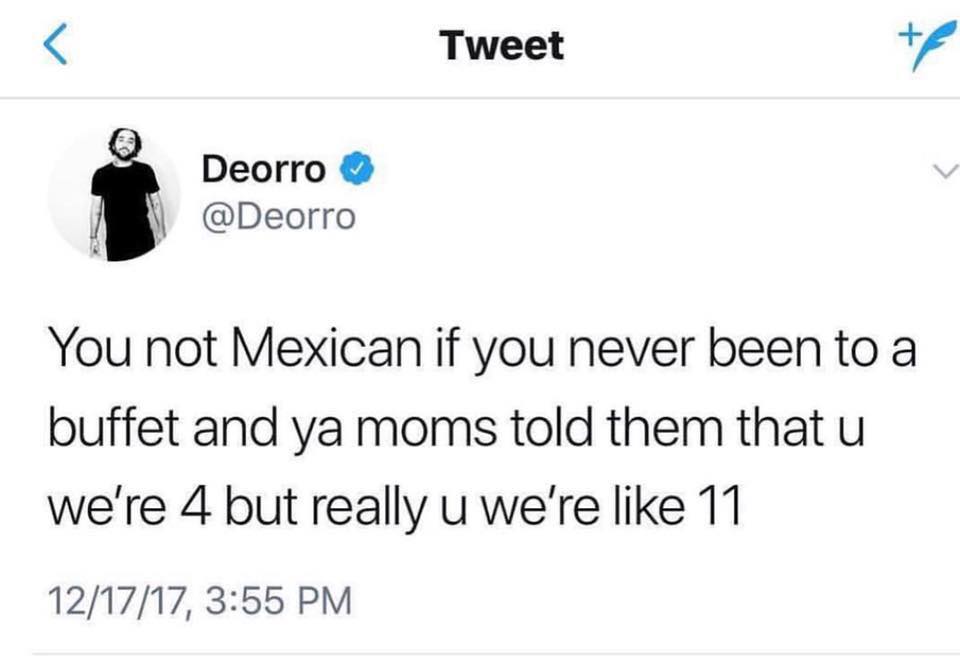 Tweet
Deorro
@Deorro
You not Mexican if you never been to a
buffet and ya moms told them that u
we're 4 but really u we're like 11
12/17/17, 3:55 PM